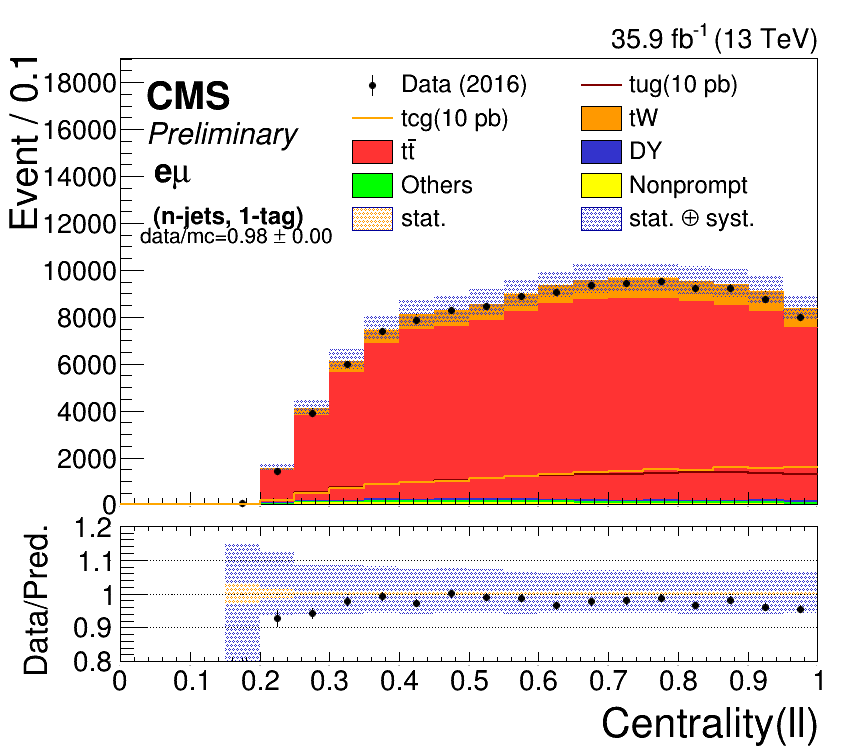 35.9 fb⁻¹ (13 TeV)
Event / 0.1
18000
16000
14000
12000
10000
8000
6000
4000
2000
0
CMS
Preliminary
eμ
(n-jets, 1-tag)
data/mc=0.98 ± 0.00
Data (2016)
tug(10 pb)
tcg(10 pb)
tW
tt̄
DY
Others
Nonprompt
stat.
stat. ⊕ syst.
Data/Pred.
1.2
1.1
1
0.9
0.8
0 0.1 0.2 0.3 0.4 0.5 0.6 0.7 0.8 0.9 1
Centrality(ll)